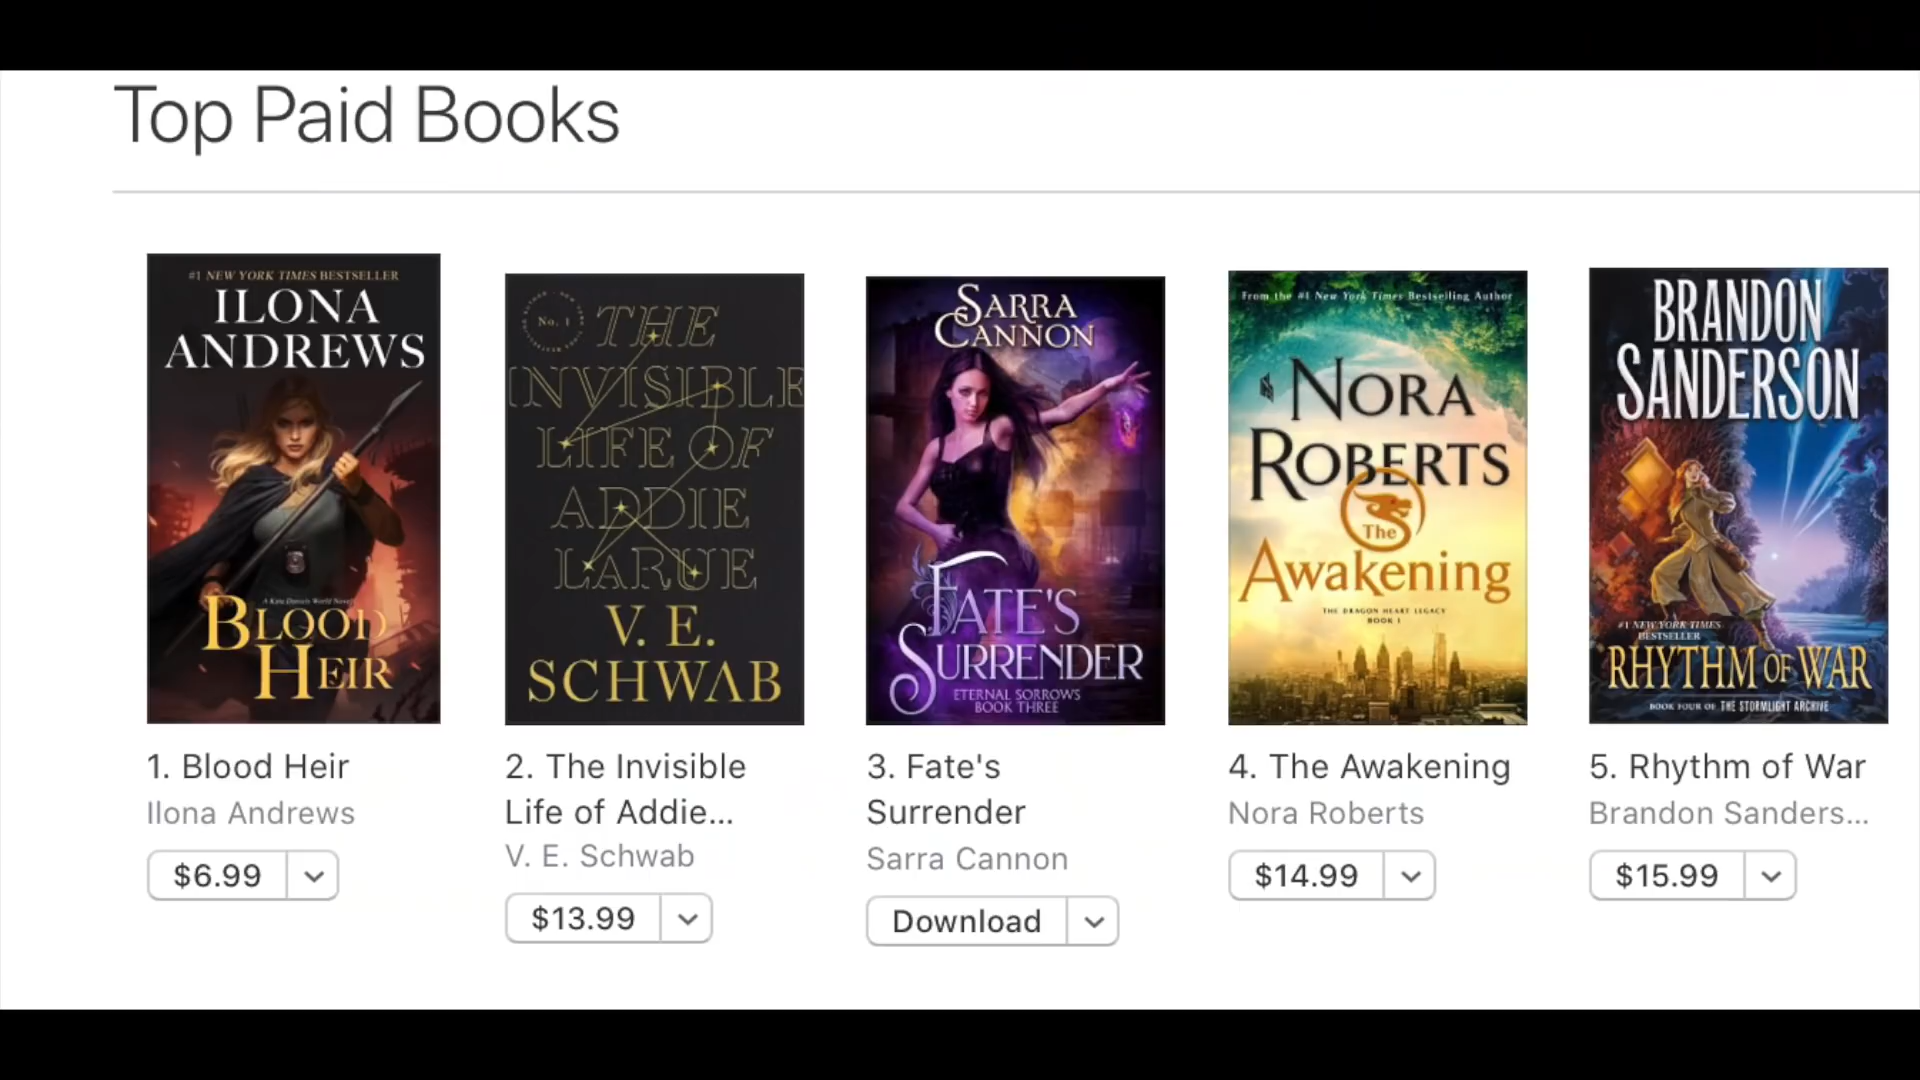 Top Paid Books
#1 NEW YORK TIMES BESTSELLER
ILONA
ANDREWS
A Kate Daniels World Novel
BLOOD
HEIR
1. Blood Heir
Ilona Andrews
$6.99
No. 1
THE
INVISIBLE
LIFE OF
ADDIE
LARUE
V. E.
SCHWAB
2. The Invisible
Life of Addie...
V. E. Schwab
$13.99
SARRA
CANNON
FATE'S
SURRENDER
ETERNAL SORROWS
BOOK THREE
3. Fate's
Surrender
Sarra Cannon
Download
From the #1 New York Times Bestselling Author
NORA
ROBERTS
The
Awakening
THE DRAGON HEART LEGACY
BOOK 1
4. The Awakening
Nora Roberts
$14.99
BRANDON
SANDERSON
#1 NEW YORK TIMES
BESTSELLER
RHYTHM OF WAR
BOOK FOUR OF THE STORMLIGHT ARCHIVE
5. Rhythm of War
Brandon Sanders...
$15.99